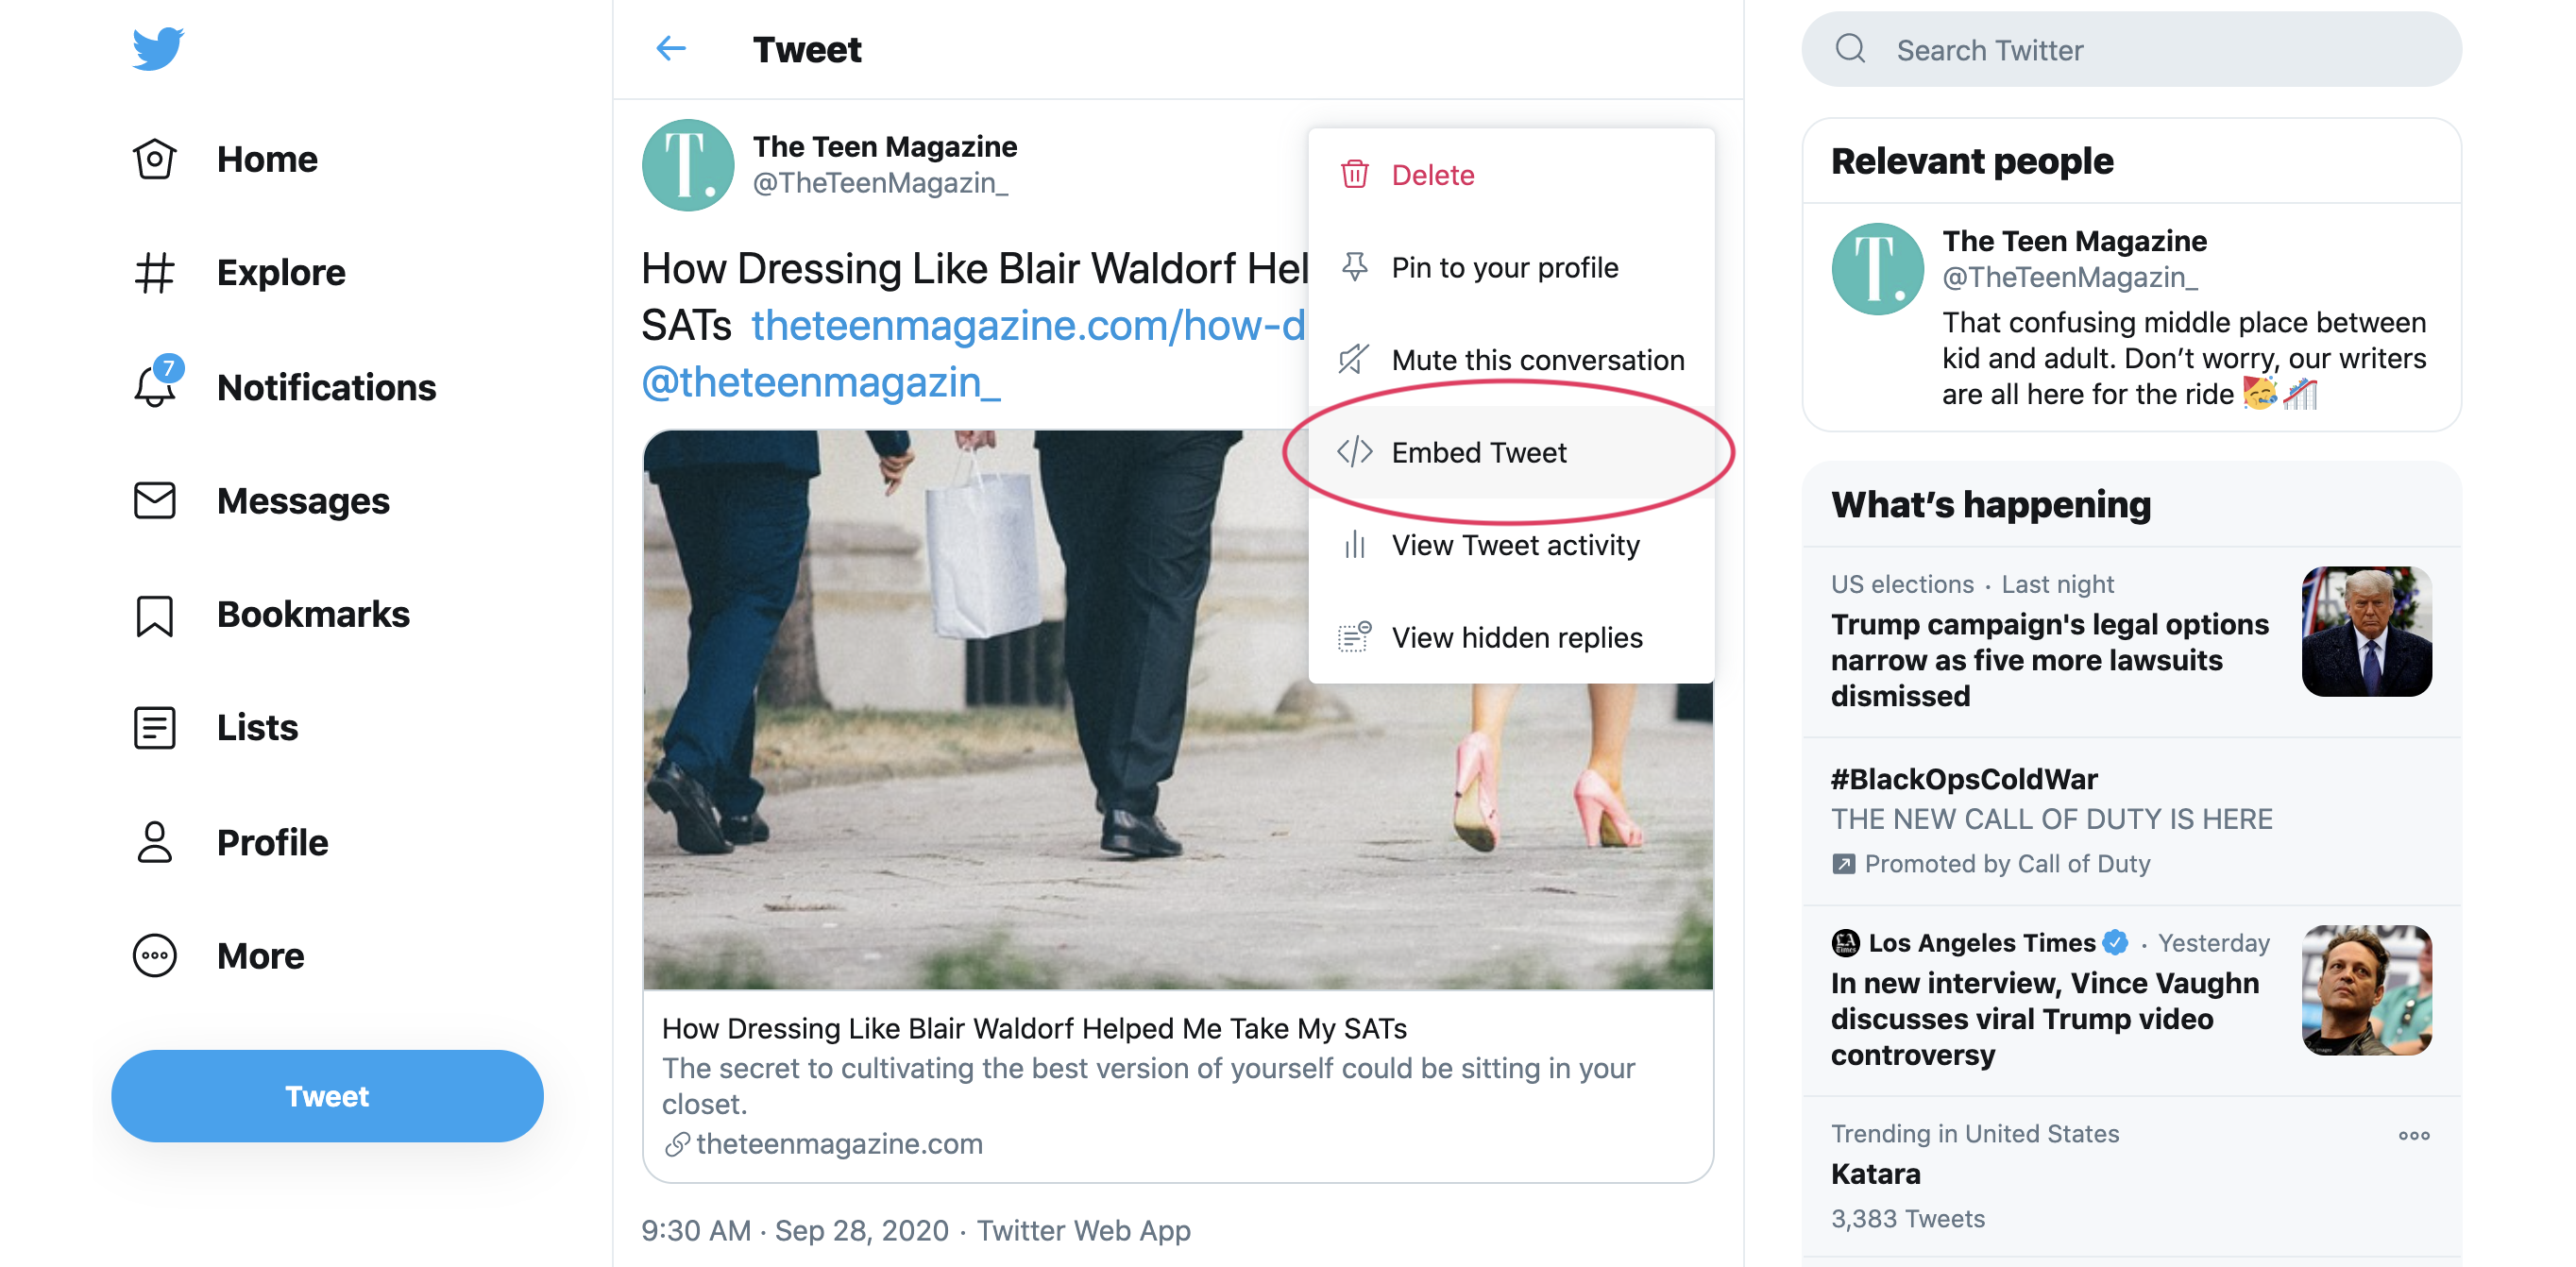 Home
Explore
7
Notifications
Messages
Bookmarks
Lists
Profile
More
Tweet
Tweet
T.
The Teen Magazine
@TheTeenMagazin_
How Dressing Like Blair Waldorf Hel
SATs theteenmagazine.com/how-d
@theteenmagazin_
Delete
Pin to your profile
Mute this conversation
Embed Tweet
View Tweet activity
View hidden replies
How Dressing Like Blair Waldorf Helped Me Take My SATs
The secret to cultivating the best version of yourself could be sitting in your
closet.
theteenmagazine.com
9:30 AM · Sep 28, 2020 · Twitter Web App
Search Twitter
Relevant people
T.
The Teen Magazine
@TheTeenMagazin_
That confusing middle place between
kid and adult. Don’t worry, our writers
are all here for the ride 🥳🎢
What’s happening
US elections · Last night
Trump campaign's legal options
narrow as five more lawsuits
dismissed
#BlackOpsColdWar
THE NEW CALL OF DUTY IS HERE
Promoted by Call of Duty
LA Times
Los Angeles Times · Yesterday
In new interview, Vince Vaughn
discusses viral Trump video
controversy
Trending in United States
Katara
3,383 Tweets